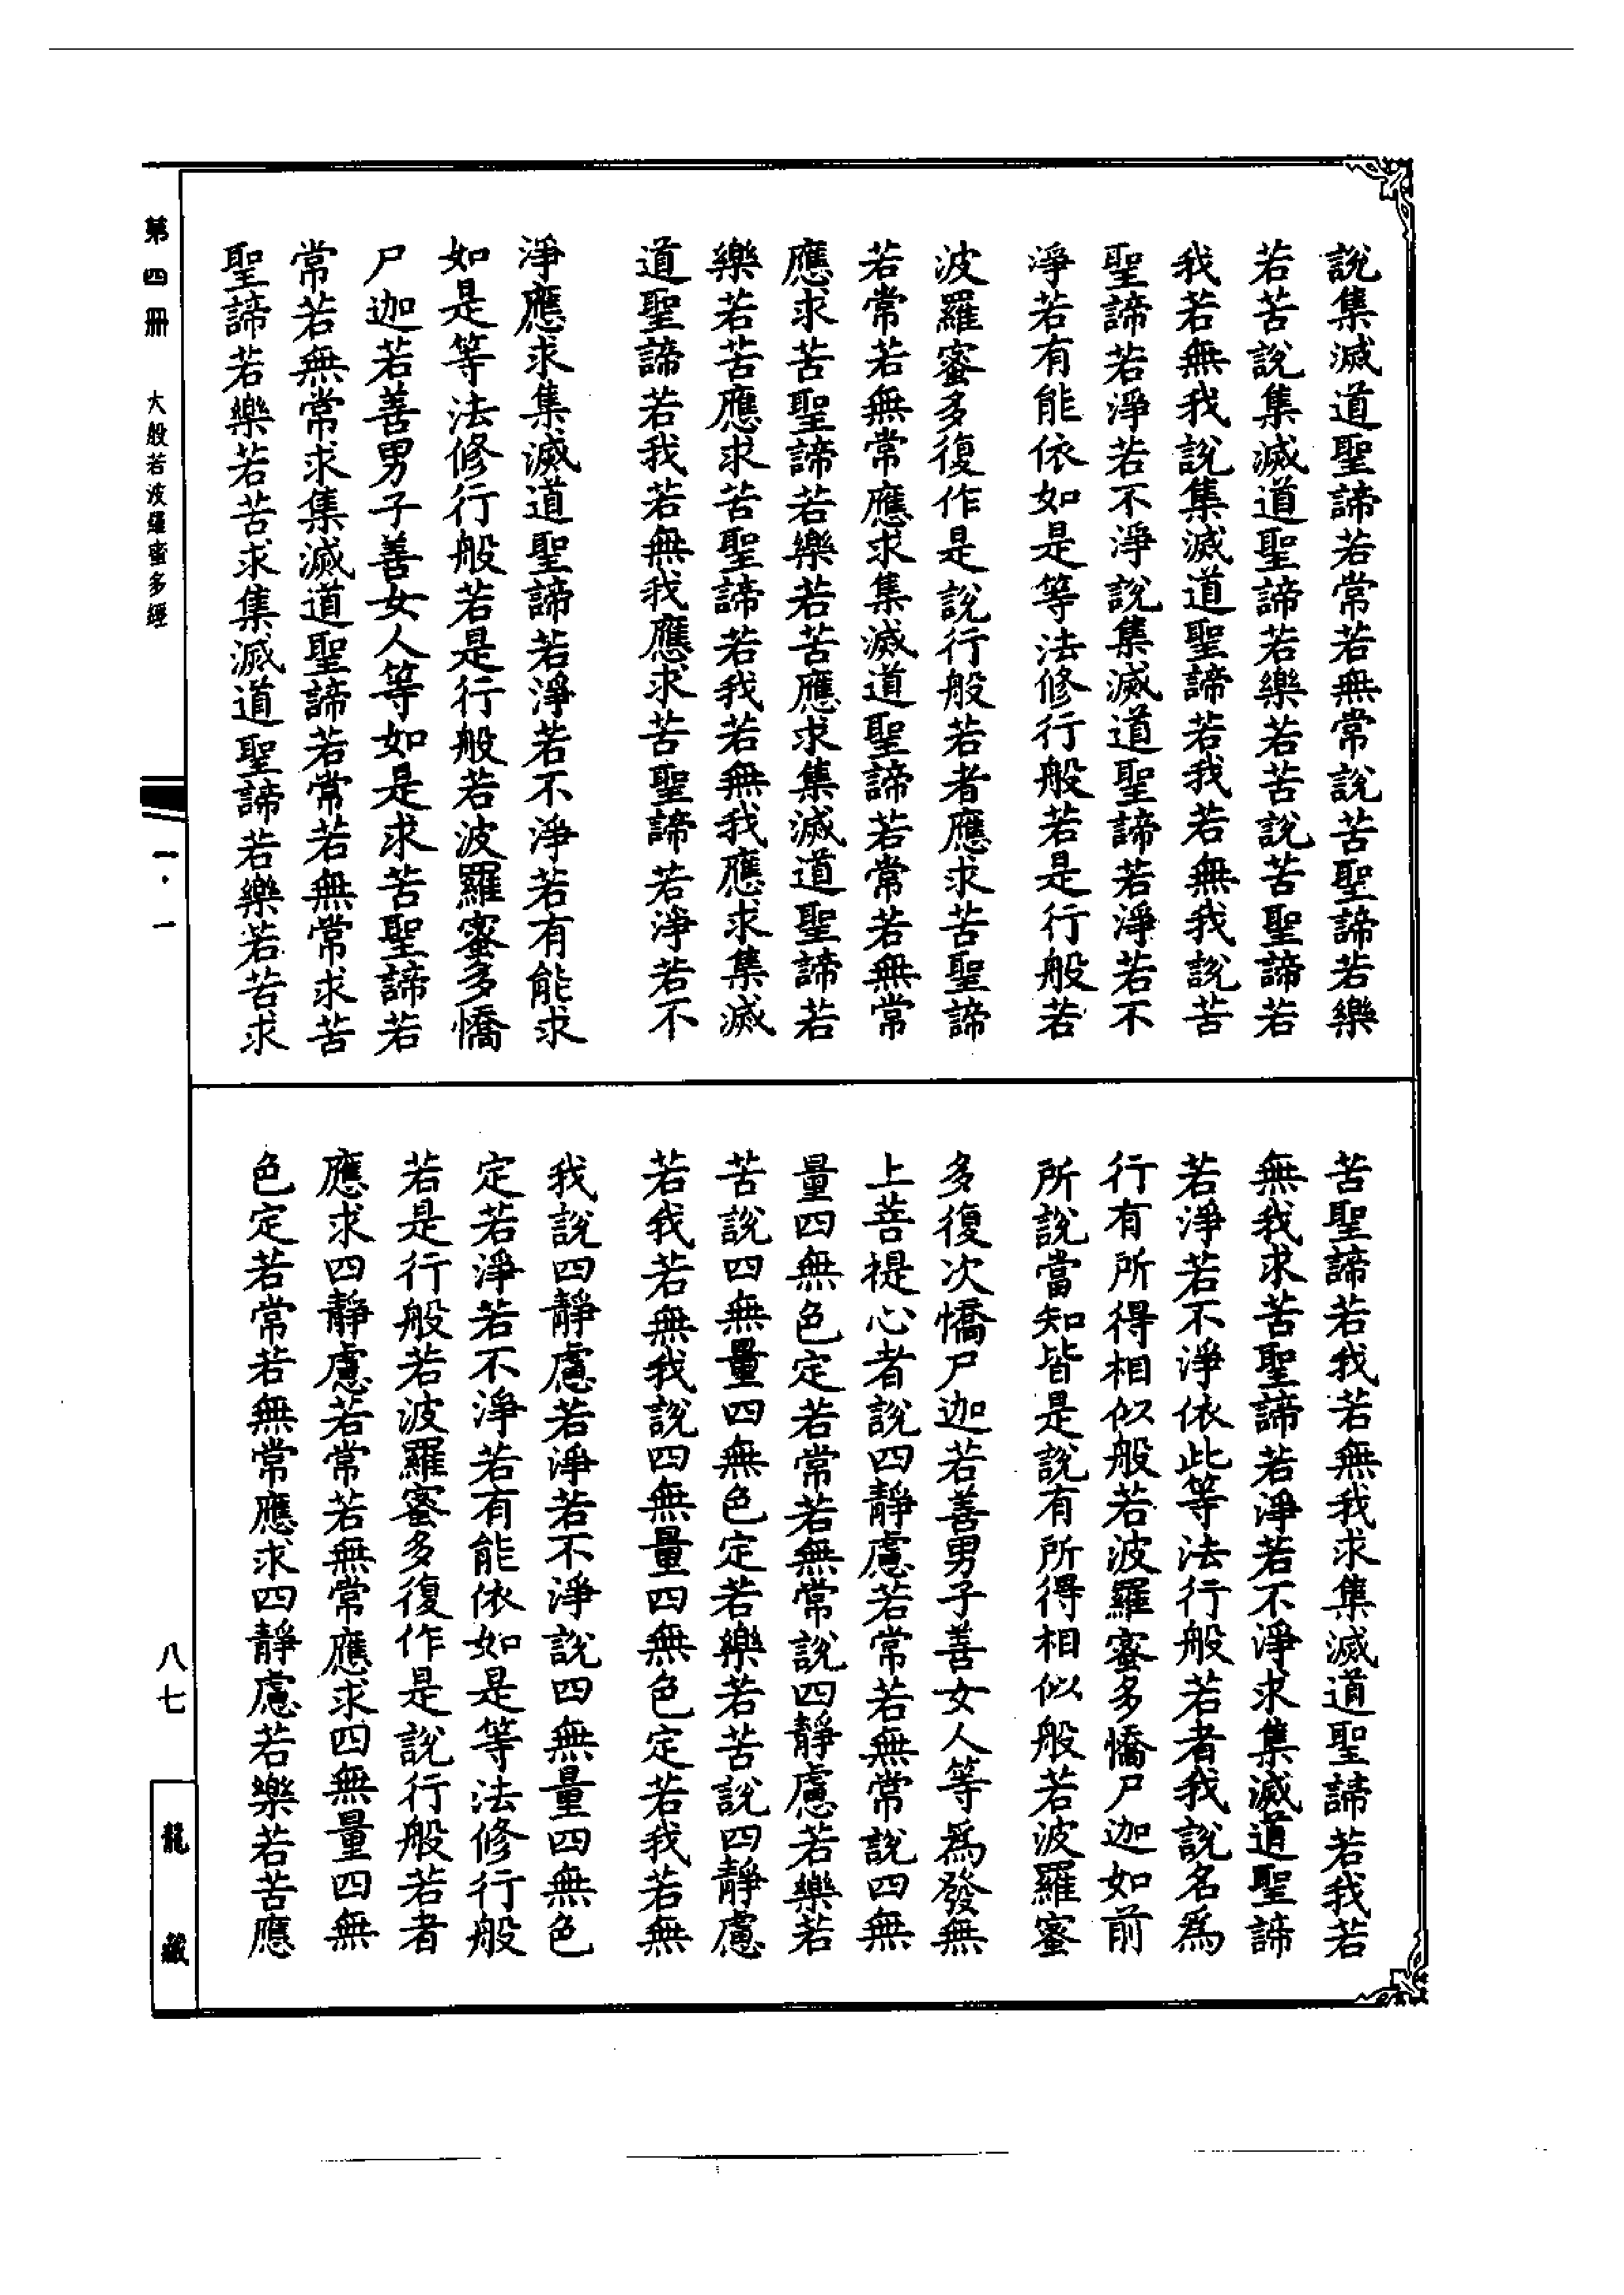 說集滅道聖諦若常若無常說苦聖諦若樂
若苦說集滅道聖諦若樂若苦說苦聖諦若
我若無我說集滅道聖諦若我若無我說苦
聖諦若淨若不淨說集滅道聖諦若淨若不
淨若有能依如是等法修行般若是行般若
波羅蜜多復作是說行般若者應求苦聖諦
若常若無常應求集滅道聖諦若常若無常
應求苦聖諦若樂若苦應求集滅道聖諦若
樂若苦應求苦聖諦若我若無我應求集滅
道聖諦若我若無我應求苦聖諦若淨若不
淨應求集滅道聖諦若淨若不淨若有能求
如是等法修行般若是行般若波羅蜜多憍
尸迦若善男子善女人等如是求苦聖諦若
常若無常求集滅道聖諦若常若無常求苦
聖諦若樂若苦求集滅道聖諦若樂若苦求
苦聖諦若我若無我求集滅道聖諦若我若
無我求苦聖諦若淨若不淨求集滅道聖諦
若淨若不淨依此等法行般若者我說名爲
行有所得相似般若波羅蜜多憍尸迦如前
所說當知皆是說有所得相似般若波羅蜜
多復次憍尸迦若善男子善女人等爲發無
上菩提心者說四靜慮若常若無常說四無
量四無色定若常若無常說四靜慮若樂若
苦說四無量四無色定若樂若苦說四靜慮
若我若無我說四無量四無色定若我若無
我說四靜慮若淨若不淨說四無量四無色
定若淨若不淨若有能依如是等法修行般
若是行般若波羅蜜多復作是說行般若者
應求四靜慮若常若無常應求四無量四無
色定若常若無常應求四靜慮若樂若苦應
第四冊 大般若波羅蜜多經
一·一
八七
龍藏